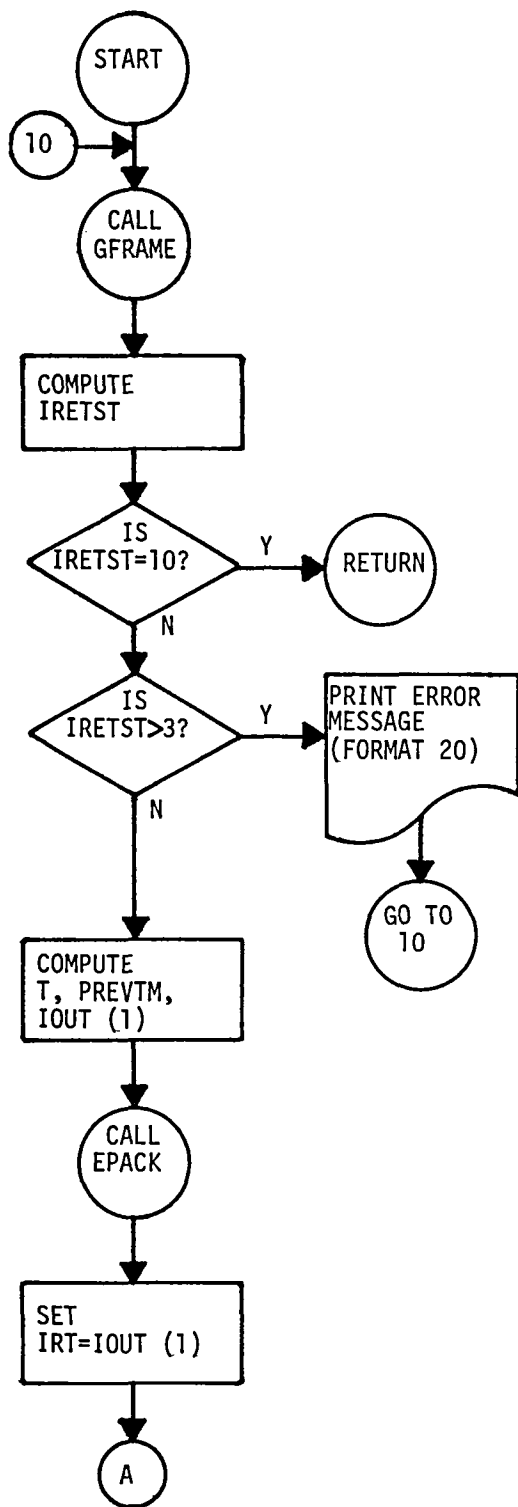 START
10
CALL
GFRAME
COMPUTE
IRETST
IS
IRETST=10?
Y
RETURN
N
IS
IRETST>3?
Y
PRINT ERROR
MESSAGE
(FORMAT 20)
N
GO TO
10
COMPUTE
T, PREVTM,
IOUT (1)
CALL
EPACK
SET
IRT=IOUT (1)
A